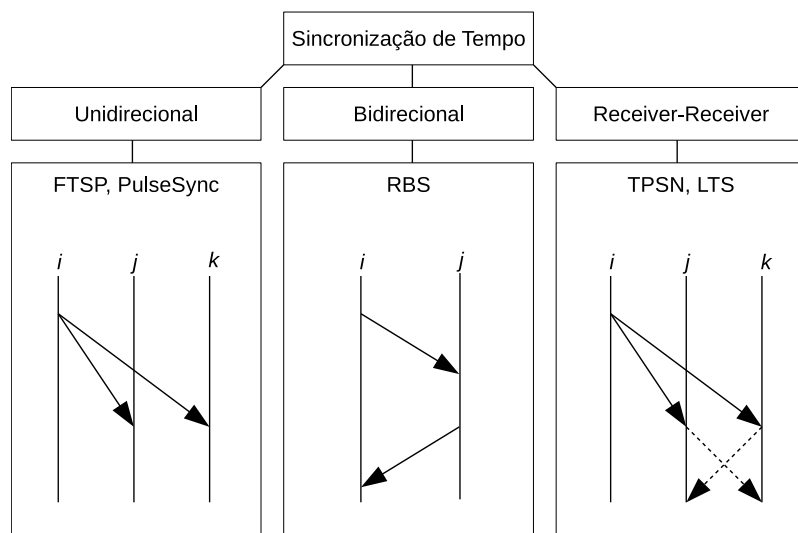 Sincronização de Tempo
Unidirecional
Bidirecional
Receiver-Receiver
FTSP, PulseSync
RBS
TPSN, LTS
i j k
i j
i j k